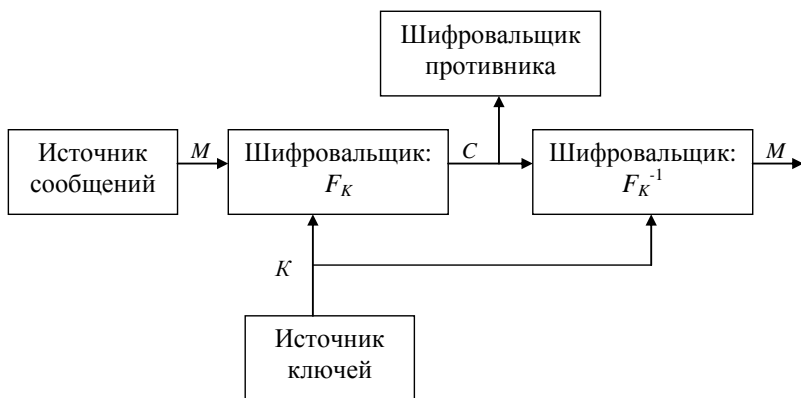 Шифровальщик
противника
Источник
сообщений
M
Шифровальщик:
F_K
C
Шифровальщик:
F_K^-1
M
K
Источник
ключей